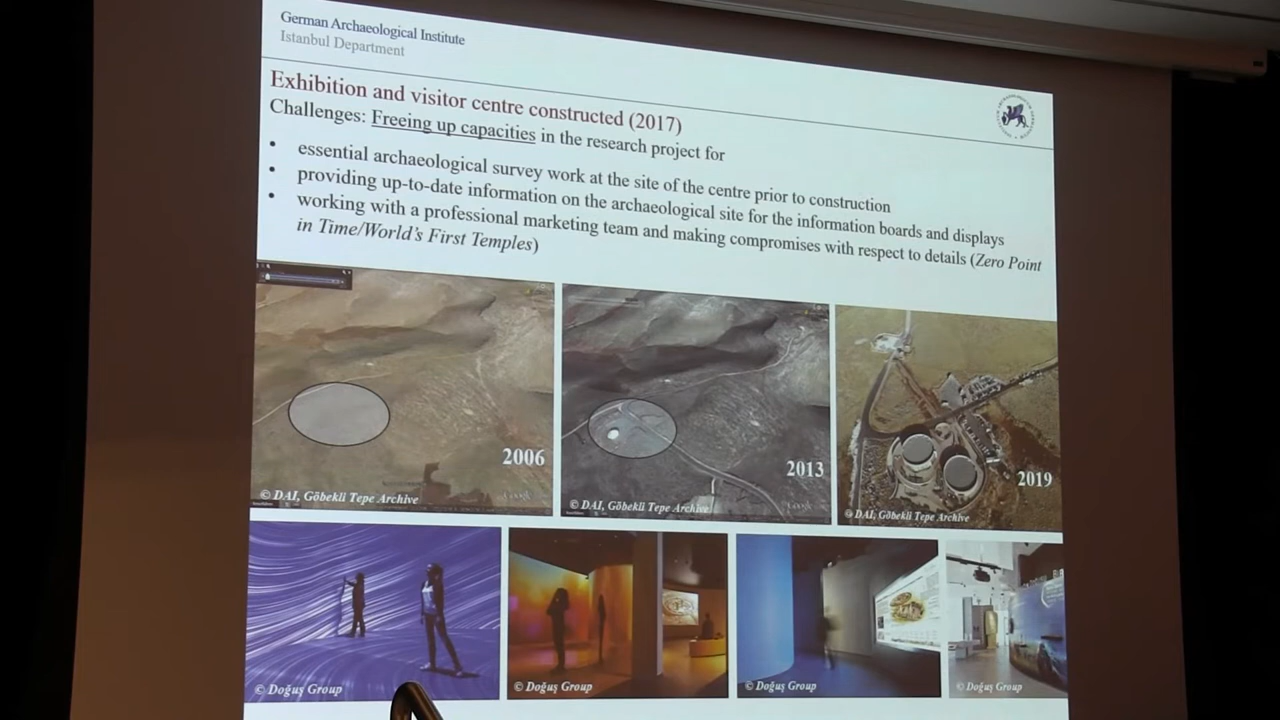 German Archaeological Institute
Istanbul Department
Exhibition and visitor centre constructed (2017)
Challenges: Freeing up capacities in the research project for
• essential archaeological survey work at the site of the centre prior to construction
• providing up-to-date information on the archaeological site for the information boards and displays
• working with a professional marketing team and making compromises with respect to details (Zero Point
in Time/World's First Temples)
2006
© DAI, Göbekli Tepe Archive
Google
2013
© DAI, Göbekli Tepe Archive
Google
2019
© DAI, Göbekli Tepe Archive
© Doğuş Group
© Doğuş Group
© Doğuş Group
© Doğuş Group